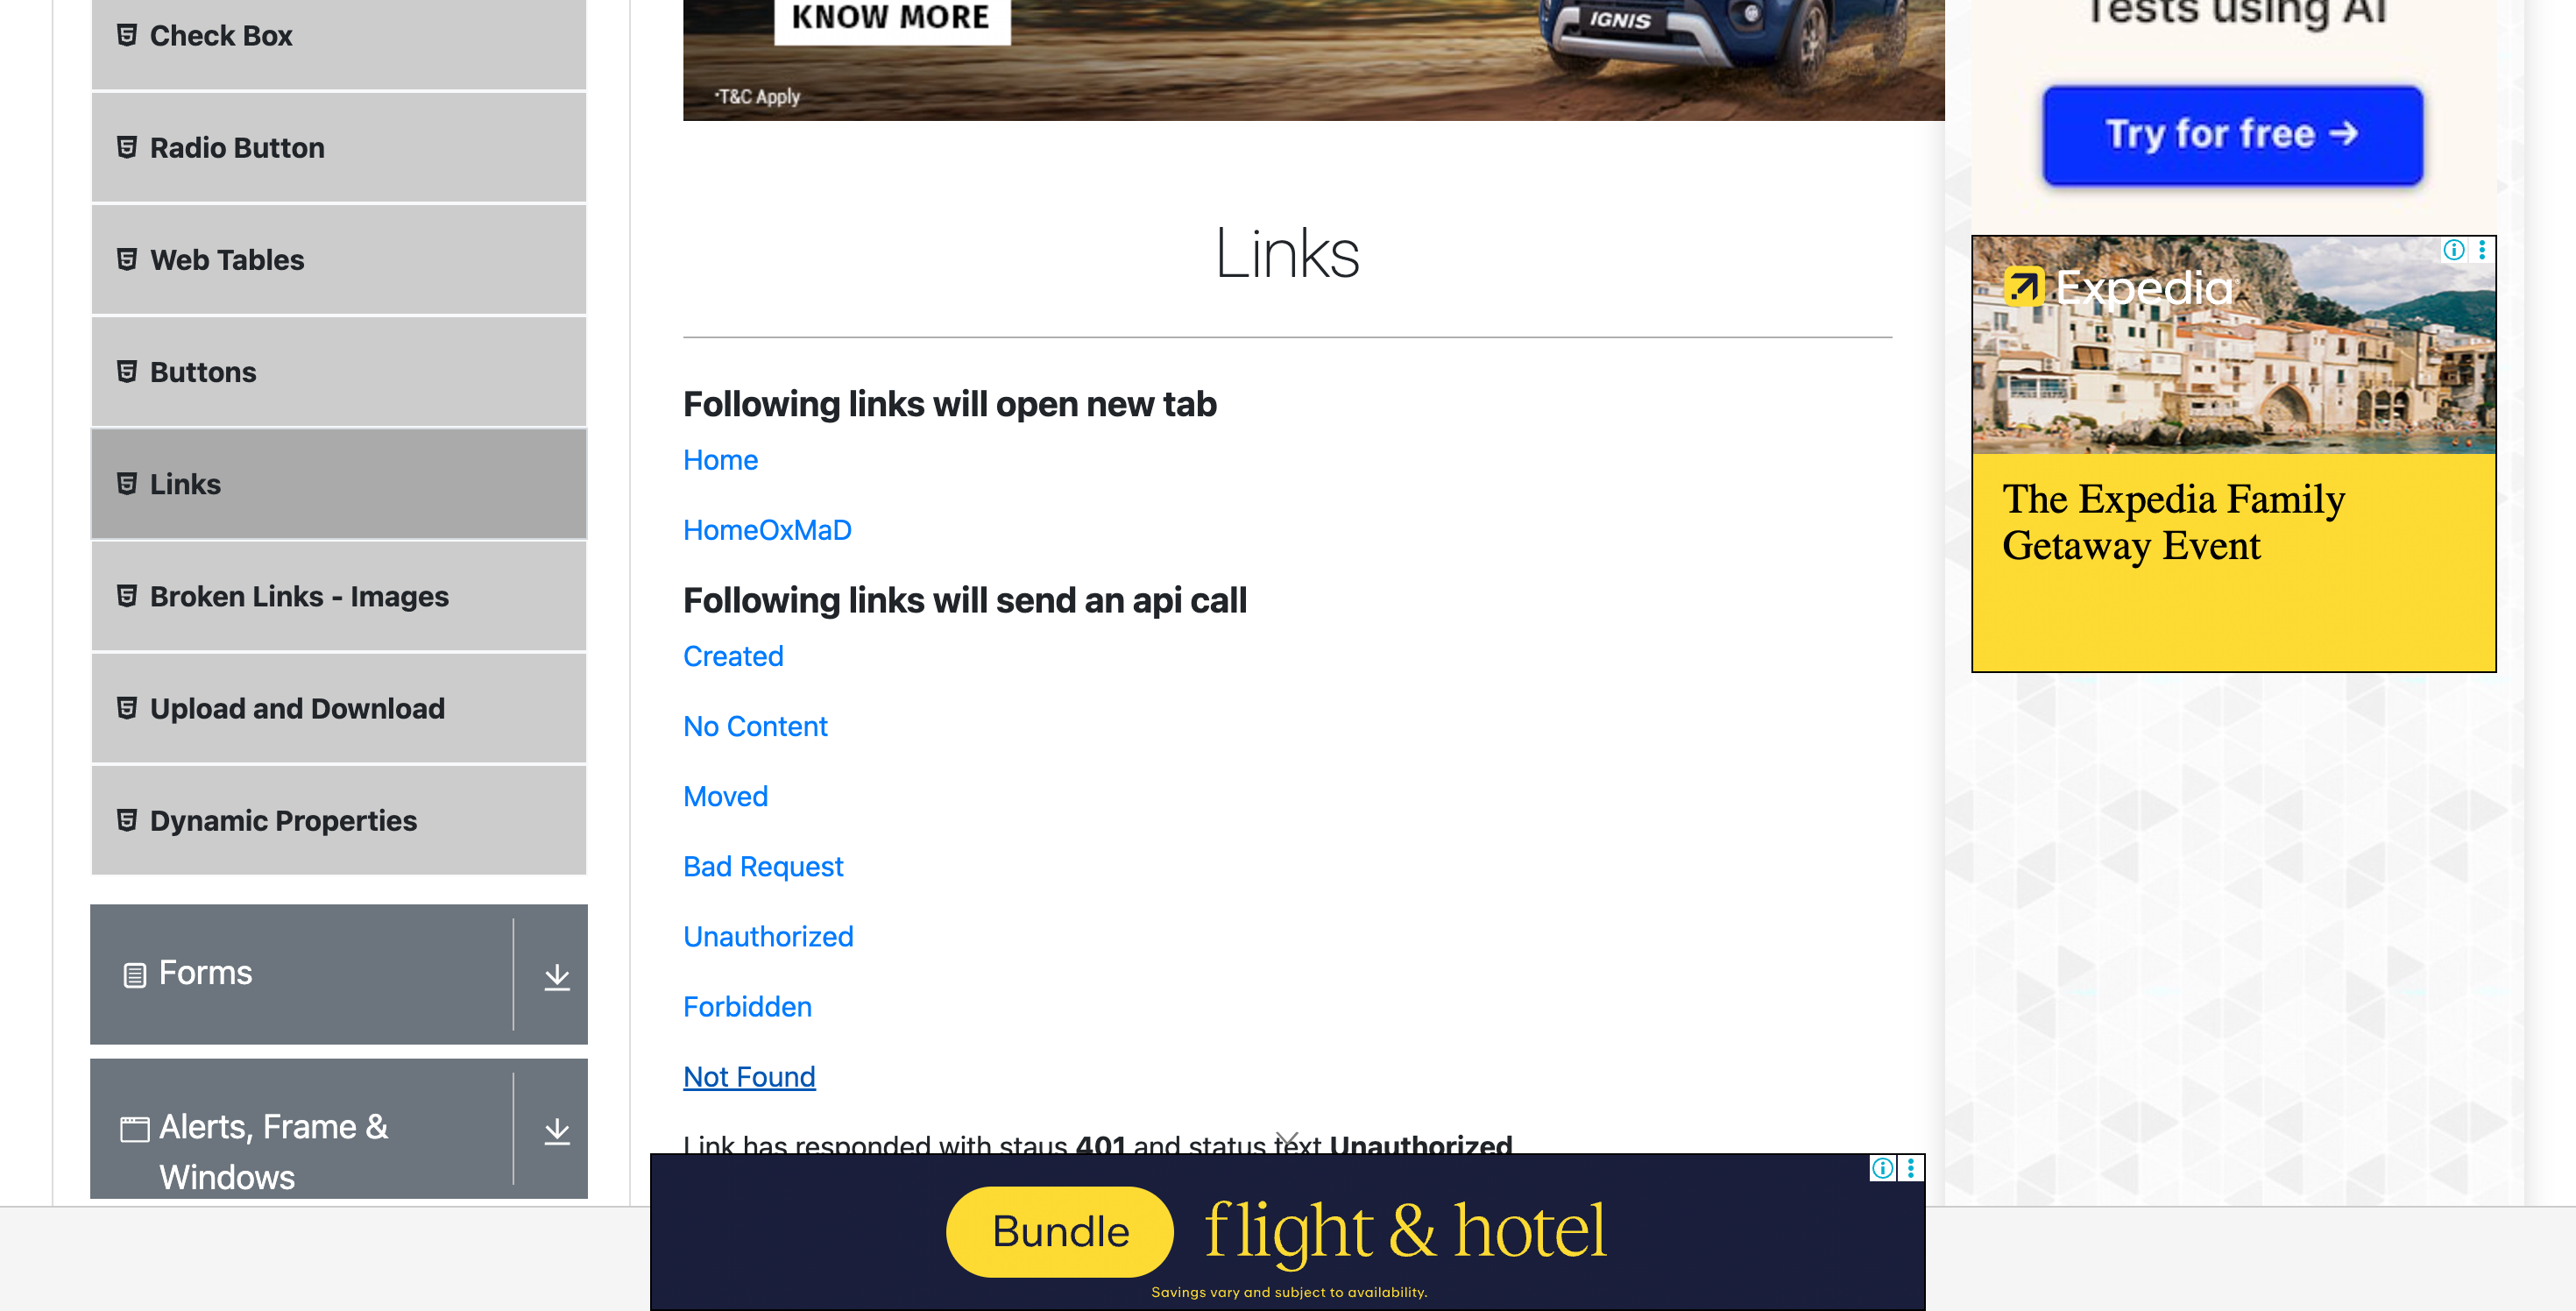 Check Box
Radio Button
Web Tables
Buttons
Links
Broken Links - Images
Upload and Download
Dynamic Properties
Forms
Alerts, Frame &
Windows
KNOW MORE
IGNIS
*T&C Apply
Links
Following links will open new tab
Home
HomeOxMaD
Following links will send an api call
Created
No Content
Moved
Bad Request
Unauthorized
Forbidden
Not Found
Link has responded with staus 401 and status text Unauthorized
Tests using AI
Try for free →
Expedia
The Expedia Family
Getaway Event
Bundle flight & hotel
Savings vary and subject to availability.